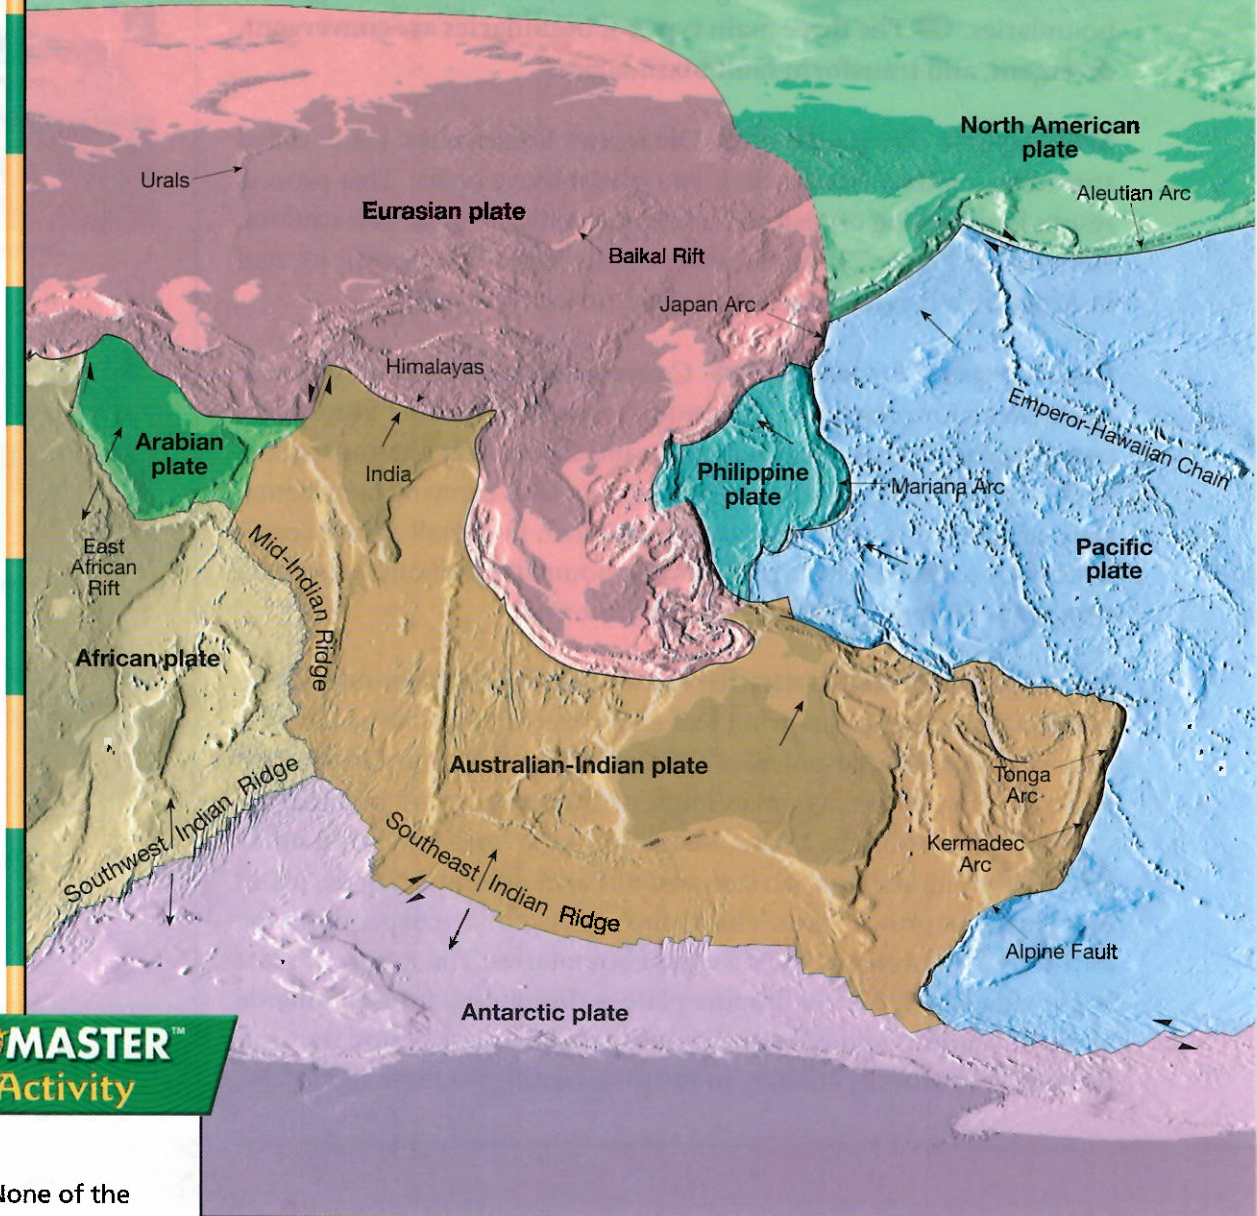 North American
plate
Aleutian Arc
Urals
Eurasian plate
Baikal Rift
Japan Arc
Himalayas
Emperor-Hawaiian Chain
Arabian
plate
India
Philippine
plate
Mariana Arc
East
African
Rift
Mid-Indian Ridge
Pacific
plate
African plate
Australian-Indian plate
Tonga
Arc
Southwest Indian Ridge
Southeast Indian Ridge
Kermadec
Arc
Alpine Fault
Antarctic plate
MASTER™
Activity
None of the